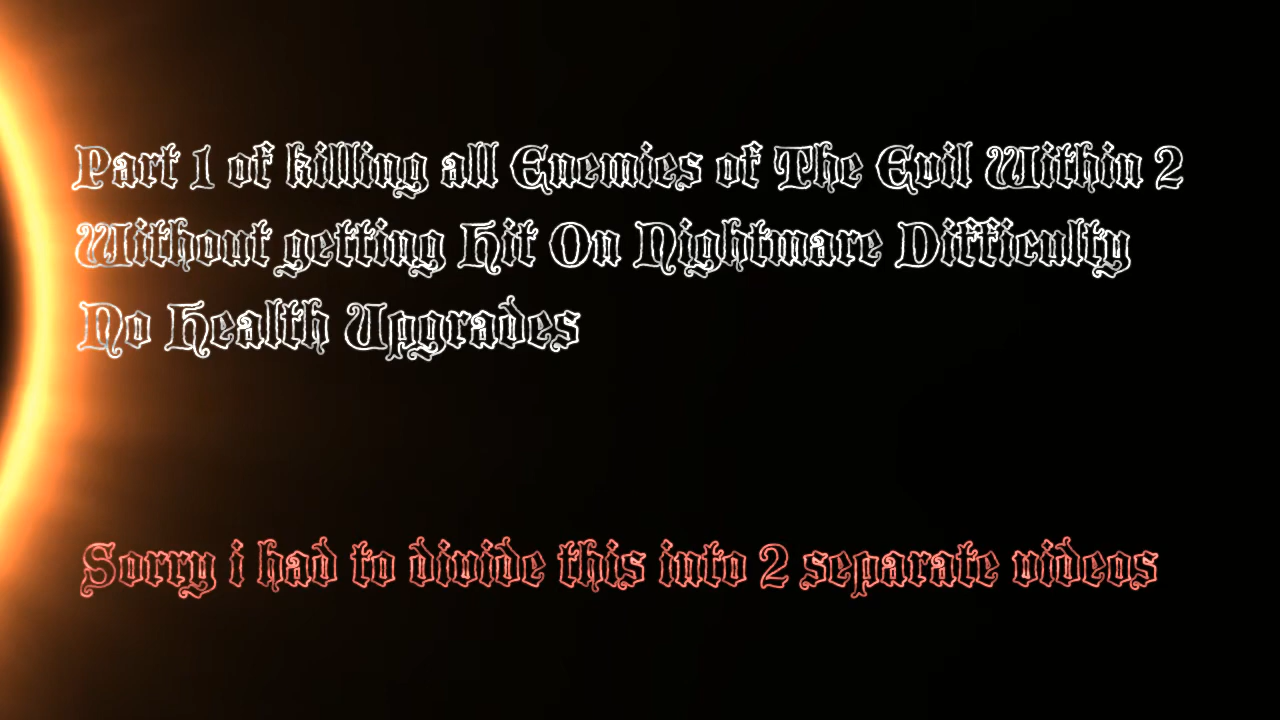 Part 1 of killing all Enemies of The Evil Within 2
Without getting Hit On Nightmare Difficulty
No Health Upgrades
Sorry i had to divide this into 2 separate videos